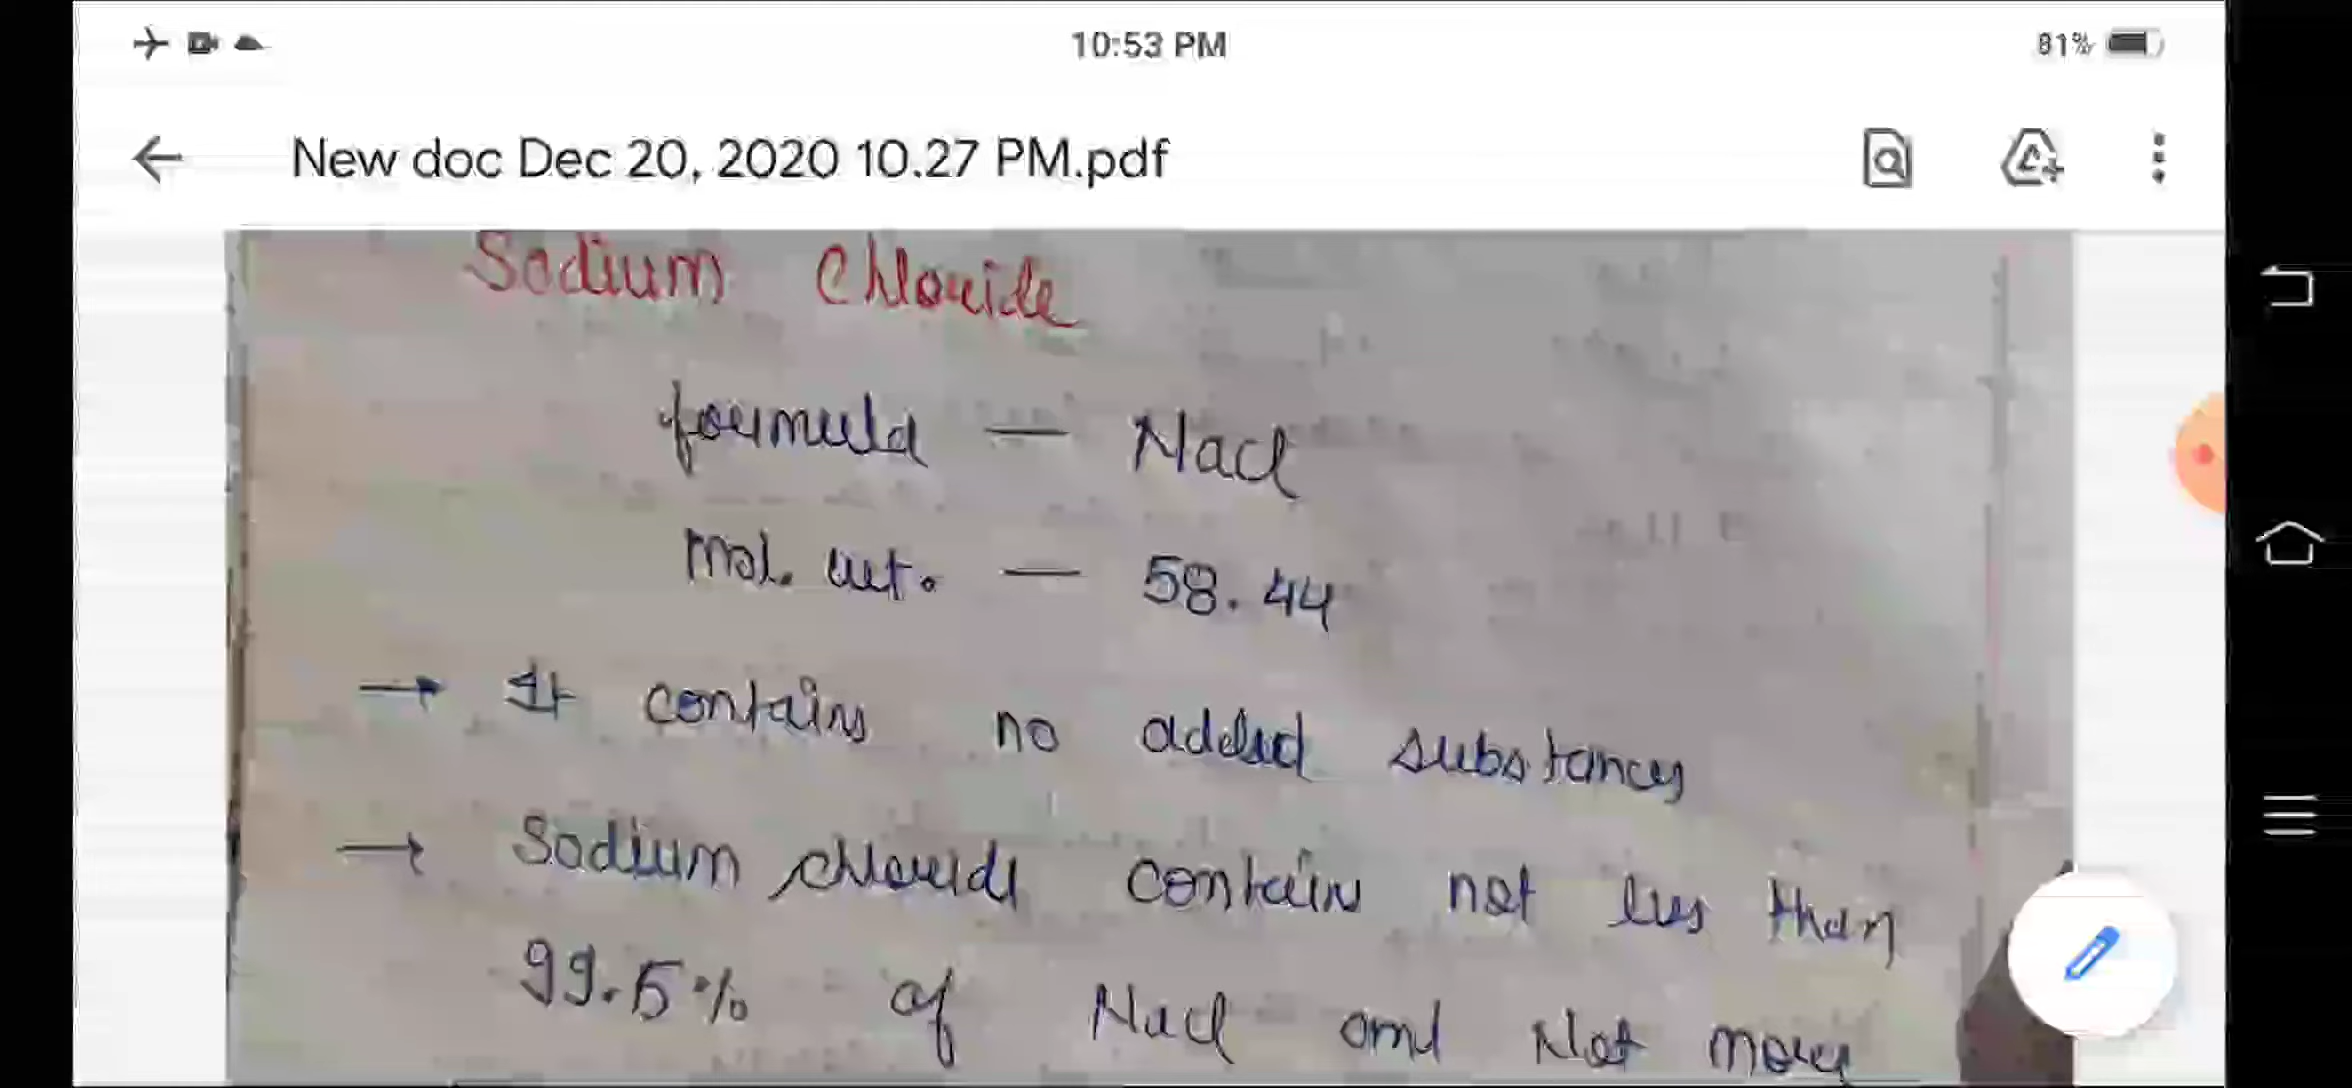 10:53 PM
81%
New doc Dec 20, 2020 10.27 PM.pdf
Sodium Chloride
formula — Nacl
Mol. wt. — 58.44
→ It contains no added substances
→ Sodium chloride contain not less than
99.5% of Nacl and Not more